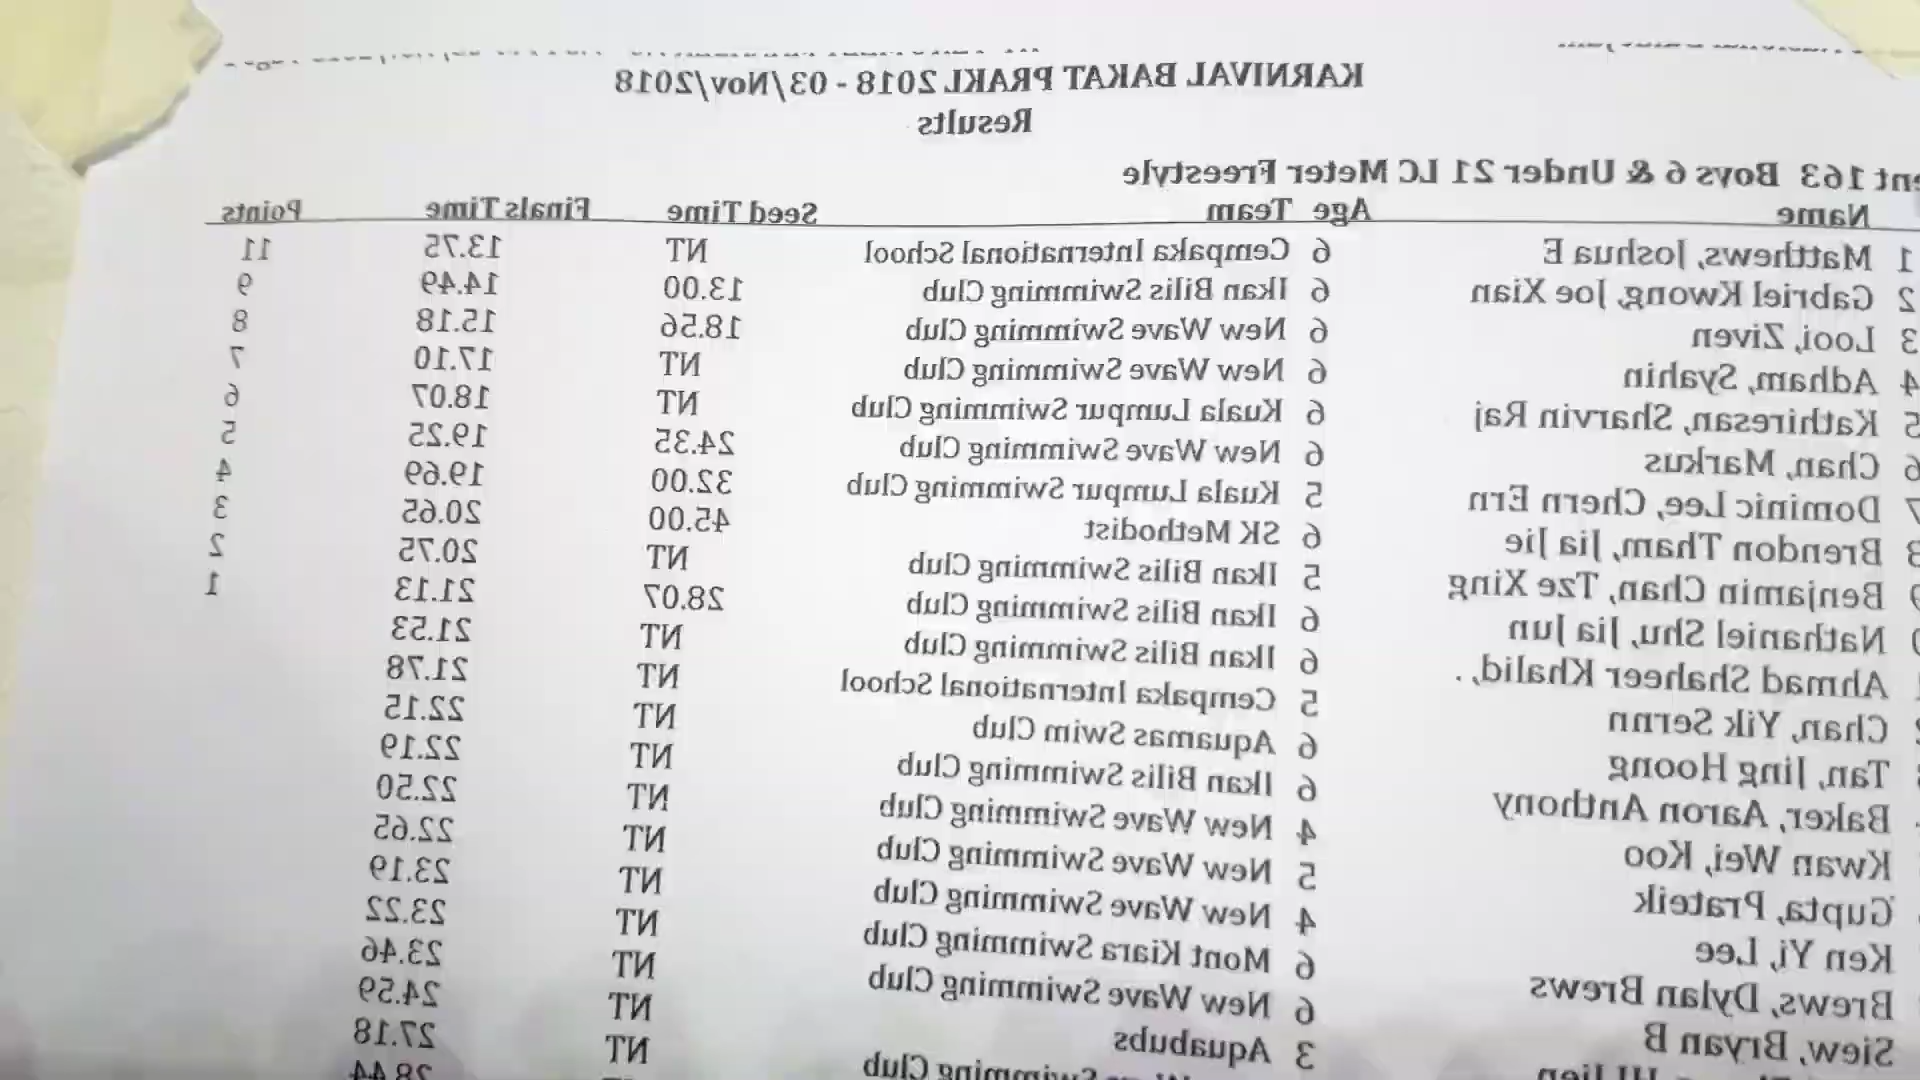 KARNIVAL BAKAT PRAKL 2018 - 03/Nov/2018
Results
163 Boys 6 & Under 21 LC Meter Freestyle
Name Age Team Seed Time Finals Time Points
1 Matthews, Joshua E 6 Cempaka International School NT 13.75 11
2 Gabriel Kwong, Joe Xian 6 Ikan Bilis Swimming Club 13.00 14.49 9
3 Looi, Ziven 6 New Wave Swimming Club 18.56 15.18 8
4 Adham, Syahin 6 New Wave Swimming Club NT 17.10 7
5 Kathiresan, Sharvin Raj 6 Kuala Lumpur Swimming Club NT 18.07 6
6 Chan, Markus 6 New Wave Swimming Club 24.35 19.25 5
7 Dominic Lee, Chern Ern 5 Kuala Lumpur Swimming Club 32.00 19.69 4
8 Brendon Tham, Jia Jie 6 SK Methodist 45.00 20.65 3
9 Benjamin Chan, Tze Xing 5 Ikan Bilis Swimming Club NT 20.75 2
Nathaniel Shu, Jia Jun 6 Ikan Bilis Swimming Club 28.07 21.13 1
Ahmad Shaheer Khalid, . 6 Ikan Bilis Swimming Club NT 21.53
Chan, Yik Sernn 5 Cempaka International School NT 21.78
Tan, Jing Hoong 6 Aquamas Swim Club NT 22.15
Baker, Aaron Anthony 6 Ikan Bilis Swimming Club NT 22.19
Kwan Wei, Koo 4 New Wave Swimming Club NT 22.50
Gupta, Prateik 5 New Wave Swimming Club NT 22.65
Ken Yi, Lee 4 New Wave Swimming Club NT 23.19
Brews, Dylan Brews 6 Mont Kiara Swimming Club NT 23.22
Siew, Bryan B 6 New Wave Swimming Club NT 23.46
3 Aquabubs NT 24.59
Swimming Club NT 27.18
28.44